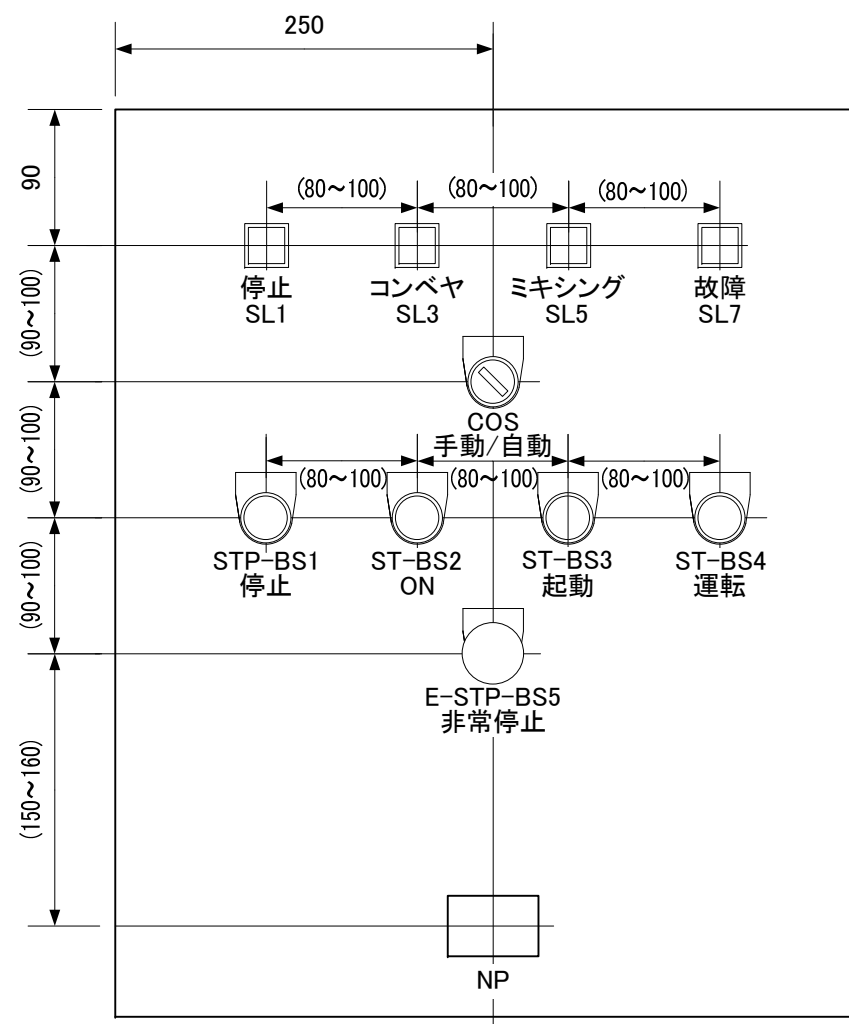 250
90
(80～100)
(80～100)
(80～100)
停止
SL1
コンベヤ
SL3
ミキシング
SL5
故障
SL7
(90～100)
COS
手動/自動
(90～100)
(80～100)
(80～100)
(80～100)
STP-BS1
停止
ST-BS2
ON
ST-BS3
起動
ST-BS4
運転
(90～100)
E-STP-BS5
非常停止
(150～160)
NP